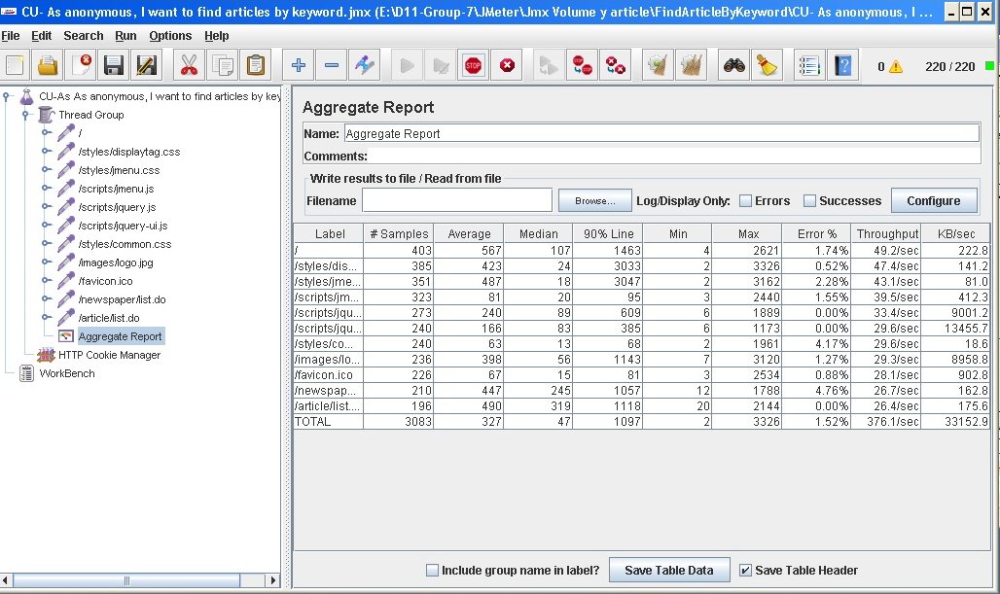 CU- As anonymous, I want to find articles by keyword.jmx (E:\D11-Group-7\JMeter\Jmx Volume y article\FindArticleByKeyword\CU- As anonymous, I ...
File Edit Search Run Options Help
STOP STOP 0 220 / 220
CU-As As anonymous, I want to find articles by key
Thread Group
/
/styles/displaytag.css
/styles/jmenu.css
/scripts/jmenu.js
/scripts/jquery.js
/scripts/jquery-ui.js
/styles/common.css
/images/logo.jpg
/favicon.ico
/newspaper/list.do
/article/list.do
Aggregate Report
HTTP Cookie Manager
WorkBench
Aggregate Report
Name: Aggregate Report
Comments:
Write results to file / Read from file
Filename Browse... Log/Display Only: Errors Successes Configure
Label # Samples Average Median 90% Line Min Max Error % Throughput KB/sec
/ 403 567 107 1463 4 2621 1.74% 49.2/sec 222.8
/styles/dis... 385 423 24 3033 2 3326 0.52% 47.4/sec 141.2
/styles/jme... 351 487 18 3047 2 3162 2.28% 43.1/sec 81.0
/scripts/jm... 323 81 20 95 3 2440 1.55% 39.5/sec 412.3
/scripts/jqu... 273 240 89 609 6 1889 0.00% 33.4/sec 9001.2
/scripts/jqu... 240 166 83 385 6 1173 0.00% 29.6/sec 13455.7
/styles/co... 240 63 13 68 2 1961 4.17% 29.6/sec 18.6
/images/lo... 236 398 56 1143 7 3120 1.27% 29.3/sec 8958.8
/favicon.ico 226 67 15 81 3 2534 0.88% 28.1/sec 902.8
/newspap... 210 447 245 1057 12 1788 4.76% 26.7/sec 162.8
/article/list.... 196 490 319 1118 20 2144 0.00% 26.4/sec 175.6
TOTAL 3083 327 47 1097 2 3326 1.52% 376.1/sec 33152.9
Include group name in label? Save Table Data Save Table Header